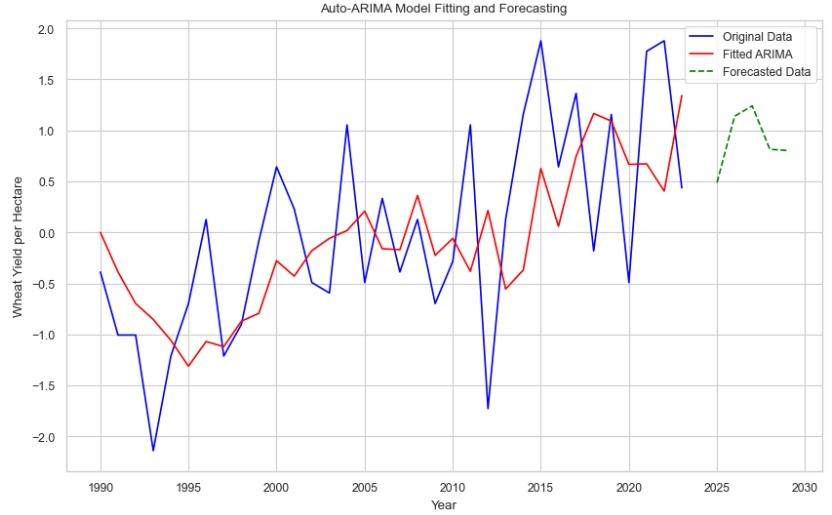 Auto-ARIMA Model Fitting and Forecasting
Original Data
Fitted ARIMA
Forecasted Data
Wheat Yield per Hectare
2.0
1.5
1.0
0.5
0.0
−0.5
−1.0
−1.5
−2.0
1990 1995 2000 2005 2010 2015 2020 2025 2030
Year